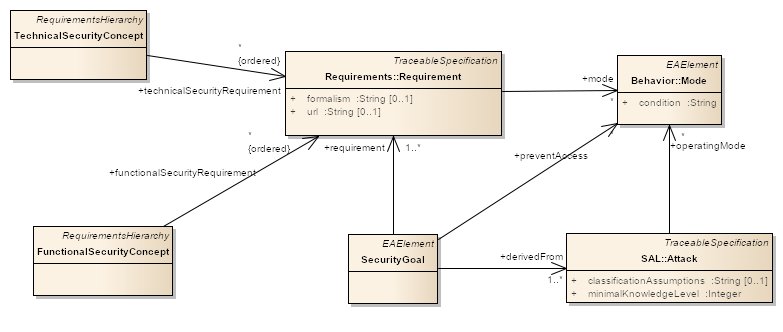 RequirementsHierarchy
TechnicalSecurityConcept
*
{ordered}
+technicalSecurityRequirement
TraceableSpecification
Requirements::Requirement
+ formalism :String [0..1]
+ url :String [0..1]
+mode
*
EAElement
Behavior::Mode
+ condition :String
*
{ordered}
+functionalSecurityRequirement
+requirement
1..*
+preventAccess
*
*
+operatingMode
RequirementsHierarchy
FunctionalSecurityConcept
EAElement
SecurityGoal
+derivedFrom
1..*
TraceableSpecification
SAL::Attack
+ classificationAssumptions :String [0..1]
+ minimalKnowledgeLevel :Integer